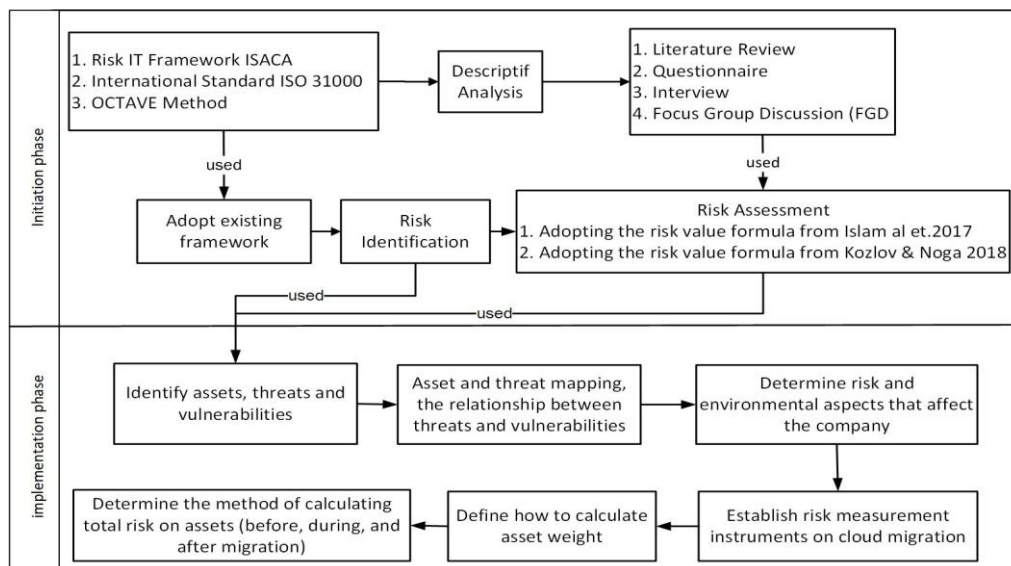 Initiation phase
1. Risk IT Framework ISACA
2. International Standard ISO 31000
3. OCTAVE Method
Descriptif
Analysis
1. Literature Review
2. Questionnaire
3. Interview
4. Focus Group Discussion (FGD
used
used
Adopt existing
framework
Risk
Identification
Risk Assessment
1. Adopting the risk value formula from Islam al et.2017
2. Adopting the risk value formula from Kozlov & Noga 2018
used
used
implementation phase
Identify assets, threats and
vulnerabilities
Asset and threat mapping,
the relationship between
threats and vulnerabilities
Determine risk and
environmental aspects that affect
the company
Determine the method of calculating
total risk on assets (before, during, and
after migration)
Define how to calculate
asset weight
Establish risk measurement
instruments on cloud migration